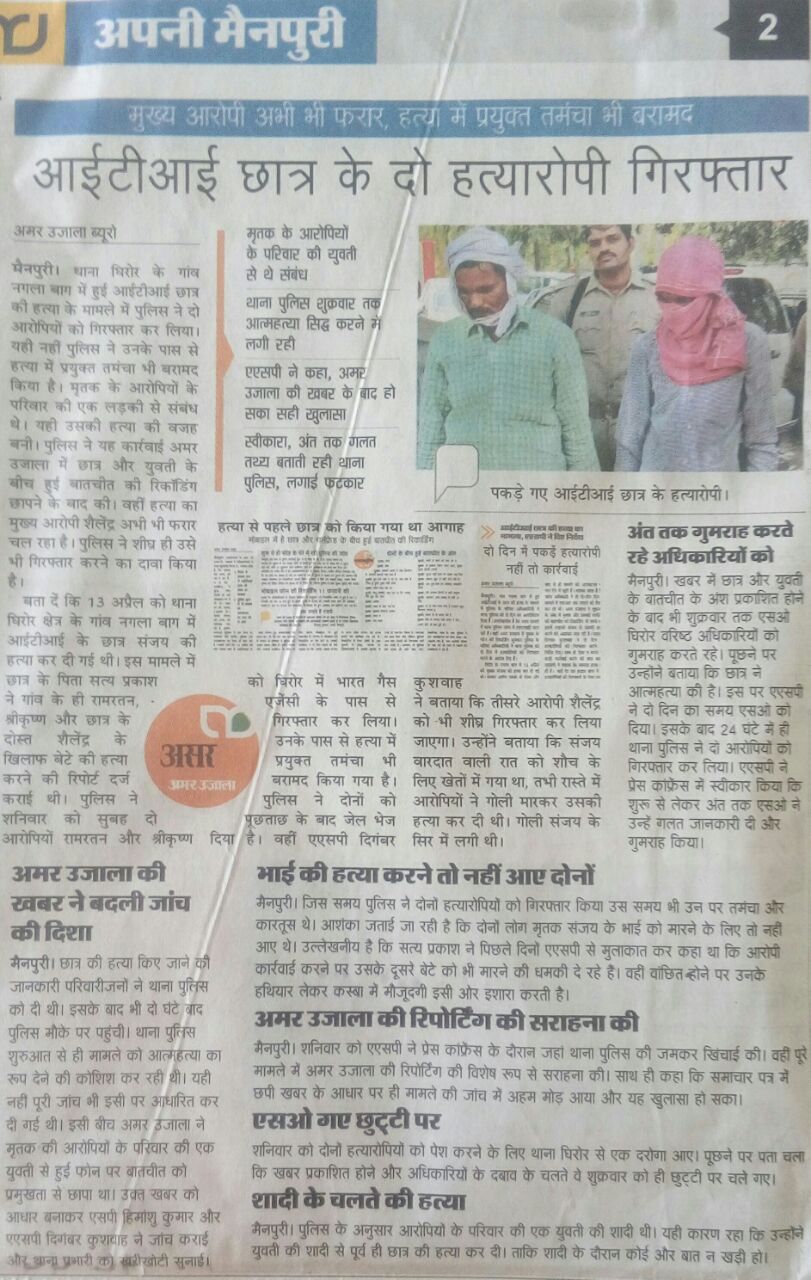 अपनी मैनपुरी
2
मुख्य आरोपी अभी भी फरार, हत्या में प्रयुक्त तमंचा भी बरामद
आईटीआई छात्र के दो हत्यारोपी गिरफ्तार
अमर उजाला ब्यूरो
मैनपुरी। थाना घिरोर के गांव
नगला बाग में हुई आईटीआई छात्र
की हत्या के मामले में पुलिस ने दो
आरोपियों को गिरफ्तार कर लिया।
यही नहीं पुलिस ने उनके पास से
हत्या में प्रयुक्त तमंचा भी बरामद
किया है। मृतक के आरोपियों के
परिवार की एक लड़की से संबंध
थे। यही उसकी हत्या की वजह
बनी। पुलिस ने यह कार्रवाई अमर
उजाला में छात्र और युवती के
बीच हुई बातचीत की रिकॉर्डिंग
छापने के बाद की। वहीं हत्या का
मुख्य आरोपी शैलेंद्र अभी भी फरार
चल रहा है। पुलिस ने शीघ्र ही उसे
भी गिरफ्तार करने का दावा किया
है।
बता दें कि 13 अप्रैल को थाना
घिरोर क्षेत्र के गांव नगला बाग में
आईटीआई के छात्र संजय की
हत्या कर दी गई थी। इस मामले में
छात्र के पिता सत्य प्रकाश
ने गांव के ही रामरतन,
श्रीकृष्ण और छात्र के
दोस्त शैलेंद्र के
खिलाफ बेटे की हत्या
करने की रिपोर्ट दर्ज
कराई थी। पुलिस ने
शनिवार को सुबह दो
आरोपियों रामरतन और श्रीकृष्ण
मृतक के आरोपियों
के परिवार की युवती
से थे संबंध
थाना पुलिस शुक्रवार तक
आत्महत्या सिद्ध करने में
लगी रही
एएसपी ने कहा, अमर
उजाला की खबर के बाद हो
सका सही खुलासा
स्वीकारा, अंत तक गलत
तथ्य बताती रही थाना
पुलिस, लगाई फटकार
पकड़े गए आईटीआई छात्र के हत्यारोपी।
हत्या से पहले छात्र को किया गया था आगाह
मोबाइल में है छात्र और गर्लफ्रेंड के बीच हुई बातचीत की रिकार्डिंग
आईटीआई छात्र की हत्या का
मामला, एएसपी ने दिए निर्देश
दो दिन में पकड़ें हत्यारोपी
नहीं तो कार्रवाई
असर
अमर उजाला
को घिरोर में भारत गैस
एजेंसी के पास से
गिरफ्तार कर लिया।
उनके पास से हत्या में
प्रयुक्त तमंचा भी
बरामद किया गया है।
पुलिस ने दोनों को
पूछताछ के बाद जेल भेज
दिया है। वहीं एएसपी दिगंबर
कुशवाह
ने बताया कि तीसरे आरोपी शैलेंद्र
को भी शीघ्र गिरफ्तार कर लिया
जाएगा। उन्होंने बताया कि संजय
वारदात वाली रात को शौच के
लिए खेतों में गया था, तभी रास्ते में
आरोपियों ने गोली मारकर उसकी
हत्या कर दी थी। गोली संजय के
सिर में लगी थी।
अंत तक गुमराह करते
रहे अधिकारियों को
मैनपुरी। खबर में छात्र और युवती
के बातचीत के अंश प्रकाशित होने
के बाद भी शुक्रवार तक एसओ
घिरोर वरिष्ठ अधिकारियों को
गुमराह करते रहे। पूछने पर
उन्होंने बताया कि छात्र ने
आत्महत्या की है। इस पर एएसपी
ने दो दिन का समय एसओ को
दिया। इसके बाद 24 घंटे में ही
थाना पुलिस ने दो आरोपियों को
गिरफ्तार कर लिया। एएसपी ने
प्रेस कांफ्रेंस में स्वीकार किया कि
शुरू से लेकर अंत तक एसओ ने
उन्हें गलत जानकारी दी और
गुमराह किया।
अमर उजाला की
खबर ने बदली जांच
की दिशा
मैनपुरी। छात्र की हत्या किए जाने की
जानकारी परिवारीजनों ने थाना पुलिस
को दी थी। इसके बाद भी दो घंटे बाद
पुलिस मौके पर पहुंची। थाना पुलिस
शुरुआत से ही मामले को आत्महत्या का
रूप देने की कोशिश कर रही थी। यही
नहीं पूरी जांच भी इसी पर आधारित कर
दी गई थी। इसी बीच अमर उजाला ने
मृतक की आरोपियों के परिवार की एक
युवती से हुई फोन पर बातचीत को
प्रमुखता से छापा था। उक्त खबर को
आधार बनाकर एसपी हिमांशु कुमार और
एएसपी दिगंबर कुशवाह ने जांच कराई
और थाना प्रभारी को खरीखोटी सुनाई।
भाई की हत्या करने तो नहीं आए दोनों
मैनपुरी। जिस समय पुलिस ने दोनों हत्यारोपियों को गिरफ्तार किया उस समय भी उन पर तमंचा और
कारतूस थे। आशंका जताई जा रही है कि दोनों लोग मृतक संजय के भाई को मारने के लिए तो नहीं
आए थे। उल्लेखनीय है कि सत्य प्रकाश ने पिछले दिनों एएसपी से मुलाकात कर कहा था कि आरोपी
कार्रवाई करने पर उसके दूसरे बेटे को भी मारने की धमकी दे रहे हैं। वहीं वांछित होने पर उनके
हथियार लेकर कस्बा में मौजूदगी इसी ओर इशारा करती है।
अमर उजाला की रिपोर्टिंग की सराहना की
मैनपुरी। शनिवार को एएसपी ने प्रेस कांफ्रेंस के दौरान जहां थाना पुलिस की जमकर खिंचाई की। वहीं पूरे
मामले में अमर उजाला की रिपोर्टिंग की विशेष रूप से सराहना की। साथ ही कहा कि समाचार पत्र में
छपी खबर के आधार पर ही मामले की जांच में अहम मोड़ आया और यह खुलासा हो सका।
एसओ गए छुट्टी पर
शनिवार को दोनों हत्यारोपियों को पेश करने के लिए थाना घिरोर से एक दरोगा आए। पूछने पर पता चला
कि खबर प्रकाशित होने और अधिकारियों के दबाव के चलते वे शुक्रवार को ही छुट्टी पर चले गए।
शादी के चलते की हत्या
मैनपुरी। पुलिस के अनुसार आरोपियों के परिवार की एक युवती की शादी थी। यही कारण रहा कि उन्होंने
युवती की शादी से पूर्व ही छात्र की हत्या कर दी। ताकि शादी के दौरान कोई और बात न खड़ी हो।